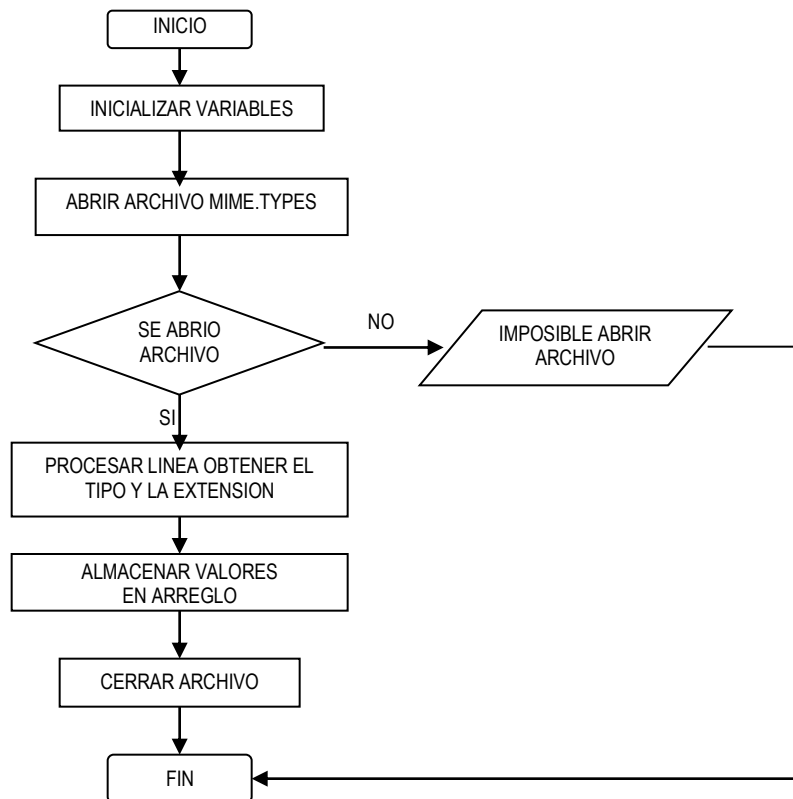 INICIO
INICIALIZAR VARIABLES
ABRIR ARCHIVO MIME.TYPES
SE ABRIO
ARCHIVO
NO
IMPOSIBLE ABRIR
ARCHIVO
SI
PROCESAR LINEA OBTENER EL
TIPO Y LA EXTENSION
ALMACENAR VALORES
EN ARREGLO
CERRAR ARCHIVO
FIN